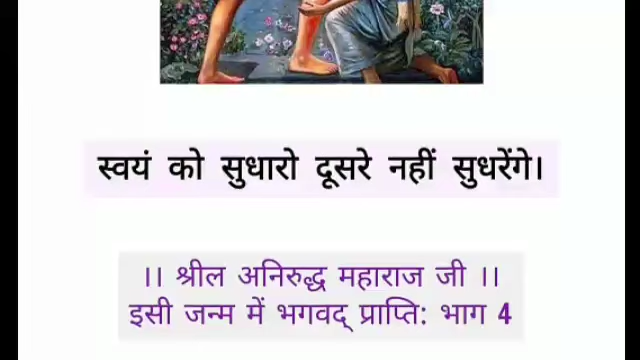 स्वयं को सुधारो दूसरे नहीं सुधरेंगे।
।। श्रील अनिरुद्ध महाराज जी ।।
इसी जन्म में भगवद् प्राप्ति: भाग 4